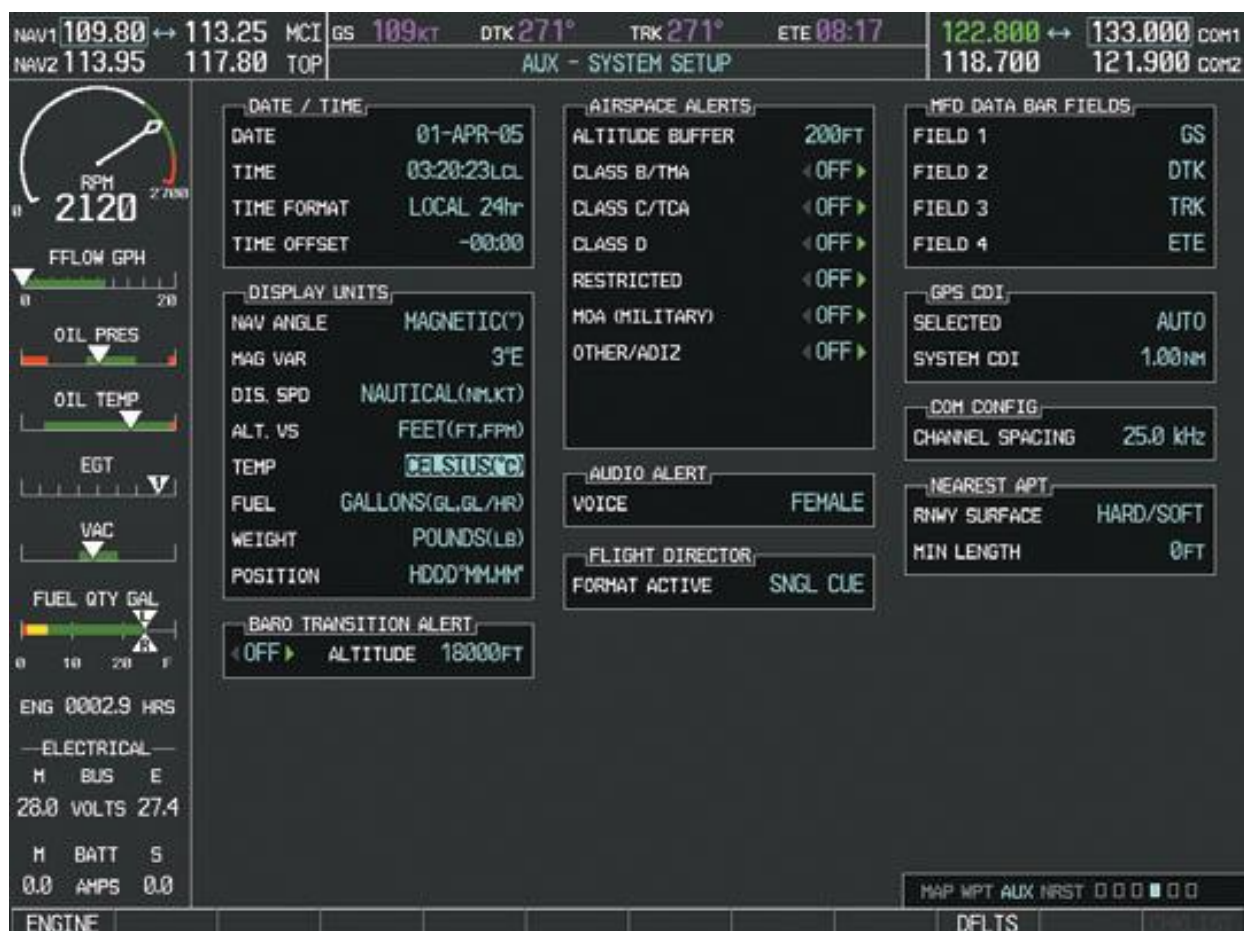 NAV1 109.80 ↔ 113.25 MCI
NAV2 113.95 117.80 TOP
GS 109KT DTK 271° TRK 271° ETE 08:17
AUX - SYSTEM SETUP
122.800 ↔ 133.000 COM1
118.700 121.900 COM2
RPM
2120
0 2700
FFLOW GPH
0 20
OIL PRES
OIL TEMP
EGT
VAC
FUEL QTY GAL
L
R
0 10 20 F
ENG 0002.9 HRS
ELECTRICAL
M BUS E
28.0 VOLTS 27.4
M BATT S
0.0 AMPS 0.0
DATE / TIME
DATE 01-APR-05
TIME 03:20:23LCL
TIME FORMAT LOCAL 24hr
TIME OFFSET -00:00
DISPLAY UNITS
NAV ANGLE MAGNETIC(°)
MAG VAR 3°E
DIS, SPD NAUTICAL(NM,KT)
ALT, VS FEET(FT,FPM)
TEMP CELSIUS(°C)
FUEL GALLONS(GL,GL/HR)
WEIGHT POUNDS(LB)
POSITION HDDD°MM.MM'
BARO TRANSITION ALERT
OFF ALTITUDE 18000FT
AIRSPACE ALERTS
ALTITUDE BUFFER 200FT
CLASS B/TMA OFF
CLASS C/TCA OFF
CLASS D OFF
RESTRICTED OFF
MOA (MILITARY) OFF
OTHER/ADIZ OFF
AUDIO ALERT
VOICE FEMALE
FLIGHT DIRECTOR
FORMAT ACTIVE SNGL CUE
MFD DATA BAR FIELDS
FIELD 1 GS
FIELD 2 DTK
FIELD 3 TRK
FIELD 4 ETE
GPS CDI
SELECTED AUTO
SYSTEM CDI 1.00NM
COM CONFIG
CHANNEL SPACING 25.0 kHz
NEAREST APT
RNWY SURFACE HARD/SOFT
MIN LENGTH 0FT
MAP WPT AUX NRST
ENGINE DFLTS